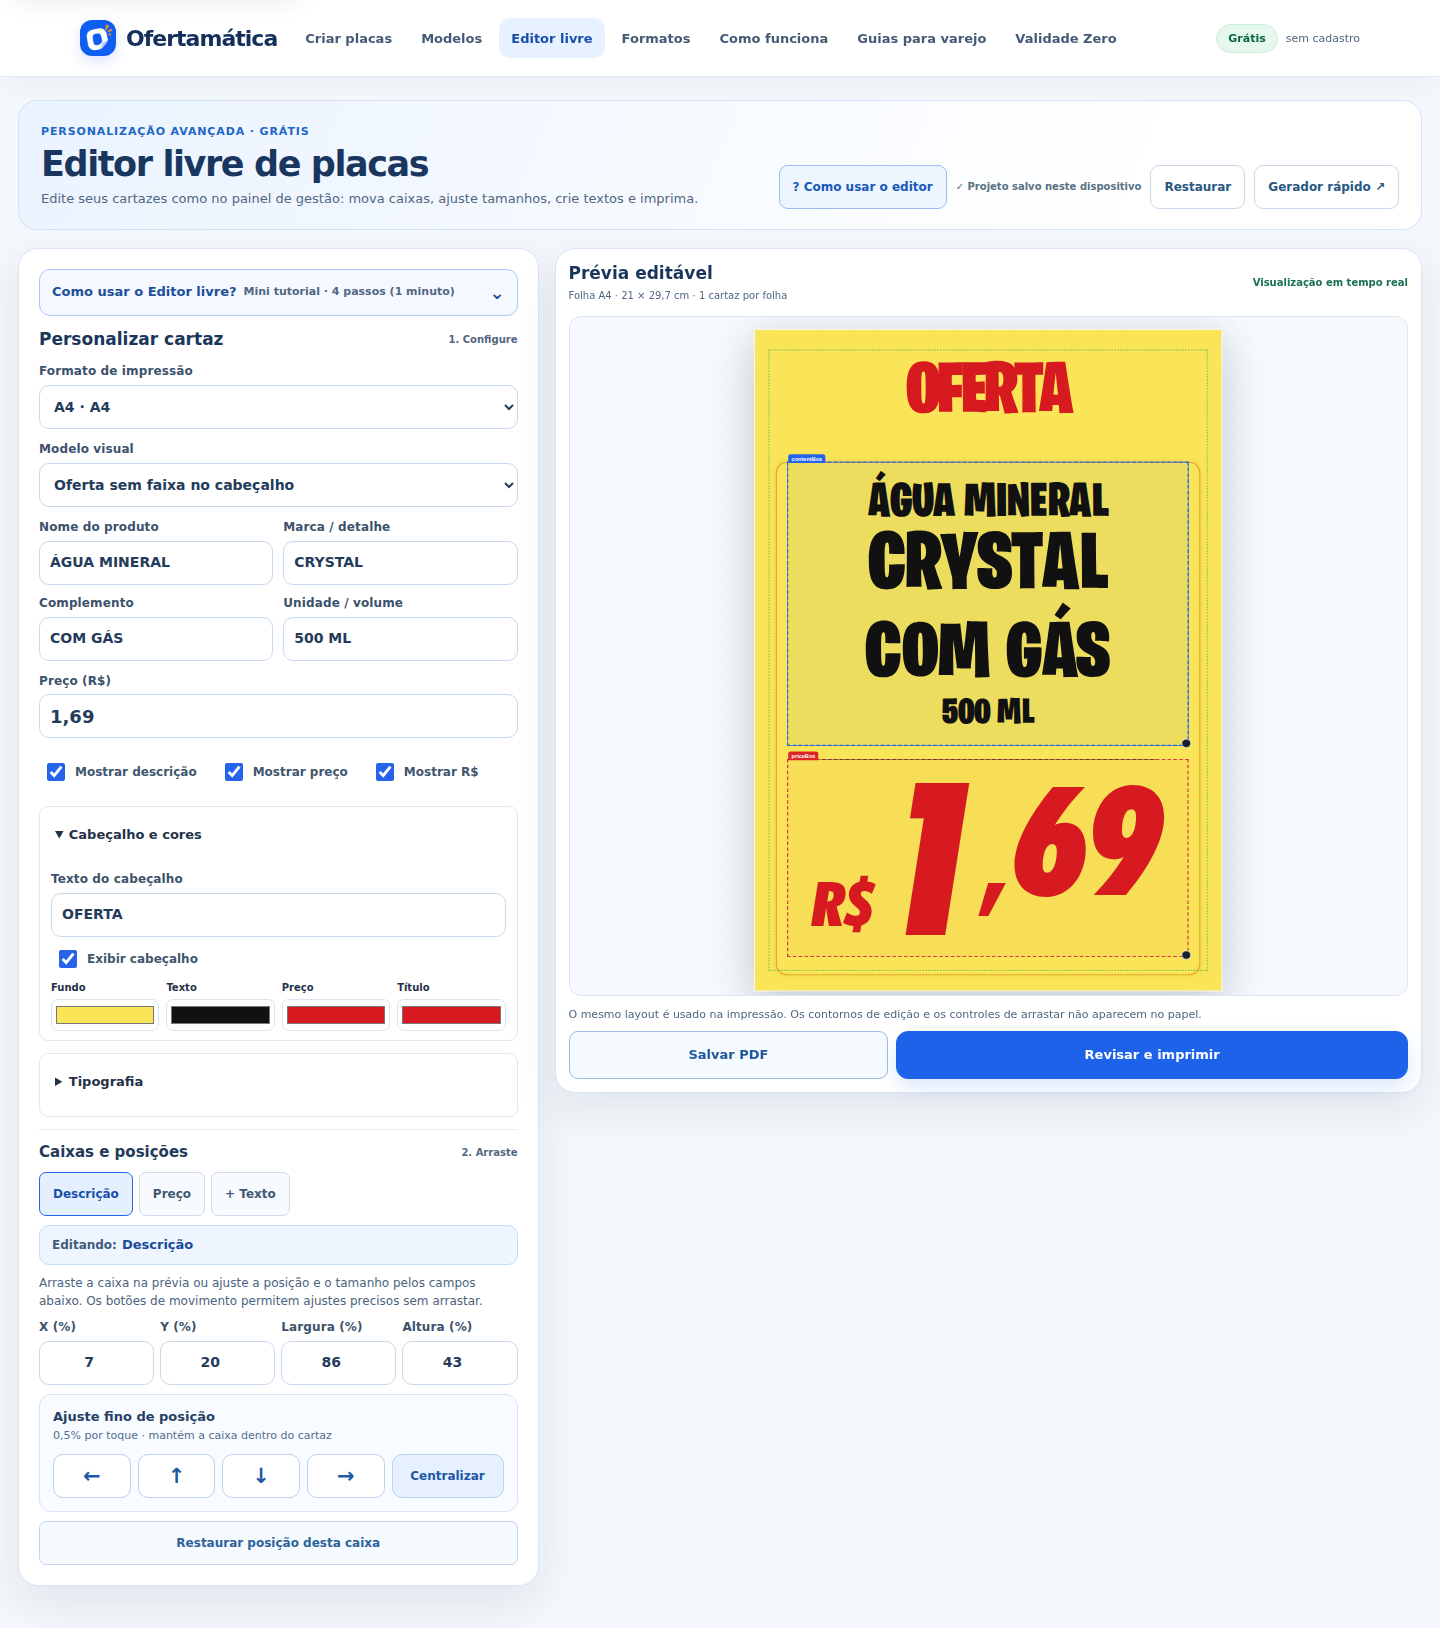 Ofertamática
Criar placas
Modelos
Editor livre
Formatos
Como funciona
Guias para varejo
Validade Zero
Grátis
sem cadastro
PERSONALIZAÇÃO AVANÇADA · GRÁTIS
Editor livre de placas
Edite seus cartazes como no painel de gestão: mova caixas, ajuste tamanhos, crie textos e imprima.
? Como usar o editor
✓ Projeto salvo neste dispositivo
Restaurar
Gerador rápido ↗
Como usar o Editor livre? Mini tutorial · 4 passos (1 minuto)
Personalizar cartaz
1. Configure
Formato de impressão
A4 · A4
Modelo visual
Oferta sem faixa no cabeçalho
Nome do produto
Marca / detalhe
ÁGUA MINERAL
CRYSTAL
Complemento
Unidade / volume
COM GÁS
500 ML
Preço (R$)
1,69
Mostrar descrição
Mostrar preço
Mostrar R$
Cabeçalho e cores
Texto do cabeçalho
OFERTA
Exibir cabeçalho
Fundo
Texto
Preço
Título
Tipografia
Caixas e posições
2. Arraste
Descrição
Preço
+ Texto
Editando: Descrição
Arraste a caixa na prévia ou ajuste a posição e o tamanho pelos campos
abaixo. Os botões de movimento permitem ajustes precisos sem arrastar.
X (%)
Y (%)
Largura (%)
Altura (%)
7
20
86
43
Ajuste fino de posição
0,5% por toque · mantém a caixa dentro do cartaz
← ↑ ↓ →
Centralizar
Restaurar posição desta caixa
Prévia editável
Folha A4 · 21 × 29,7 cm · 1 cartaz por folha
Visualização em tempo real
OFERTA
contentBox
ÁGUA MINERAL
CRYSTAL
COM GÁS
500 ML
priceBox
R$ 1,69
O mesmo layout é usado na impressão. Os contornos de edição e os controles de arrastar não aparecem no papel.
Salvar PDF
Revisar e imprimir